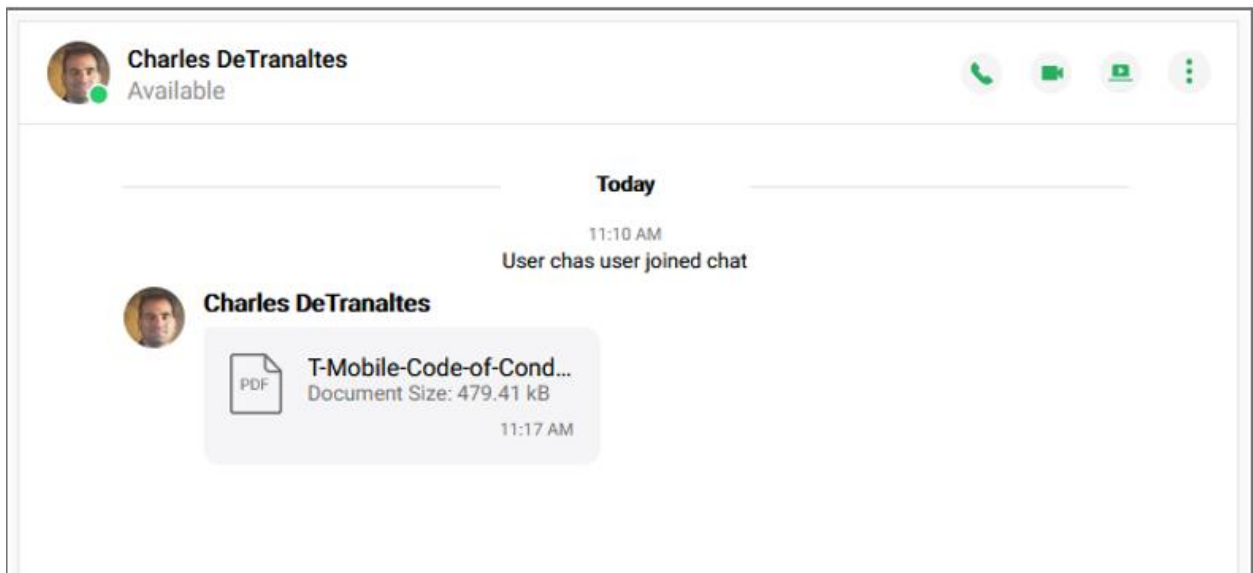 Charles DeTranaltes
Available
Today
11:10 AM
User chas user joined chat
Charles DeTranaltes
PDF
T-Mobile-Code-of-Cond...
Document Size: 479.41 kB
11:17 AM